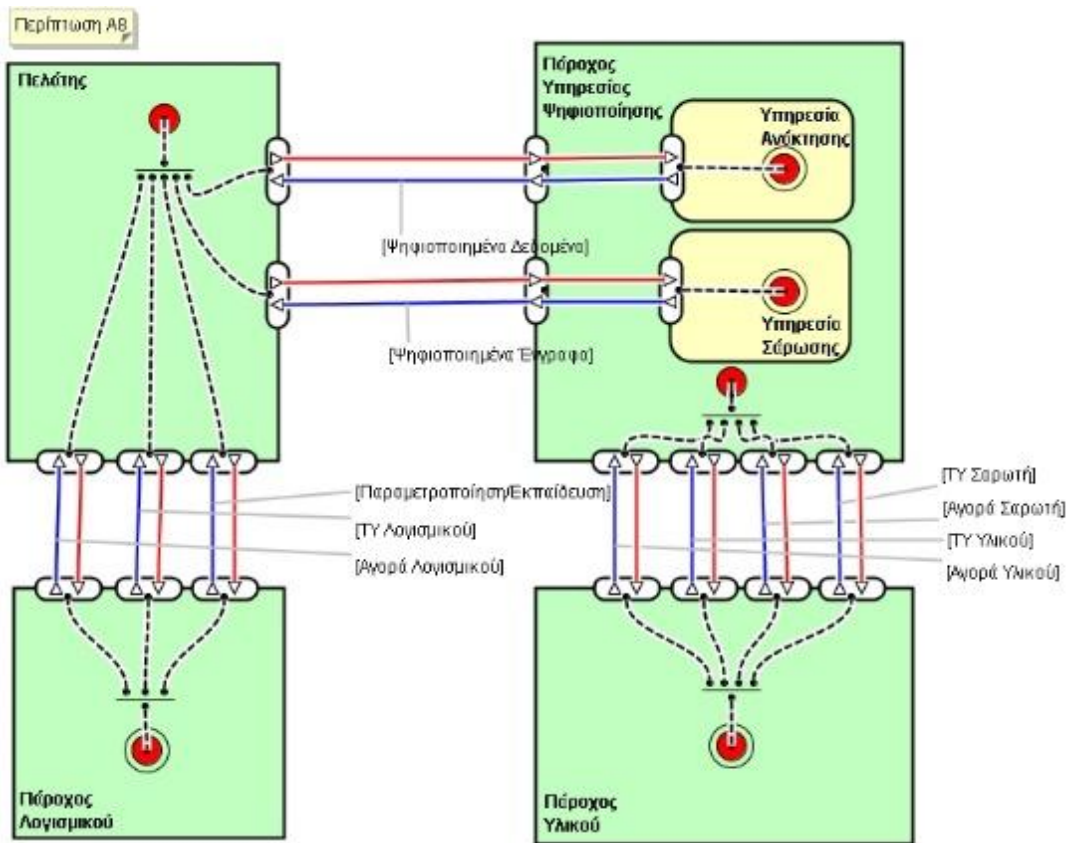 Περίπτωση A8
Πελάτης
Πάροχος
Υπηρεσίας
Ψηφιοποίησης
Υπηρεσία
Ανάκτησης
[Ψηφιοποιημένα Δεδομένα]
[Ψηφιοποιημένα Έγγραφα]
Υπηρεσία
Σάρωσης
[Παραμετροποίηση/Εκπαίδευση]
[ΤΥ Λογισμικού]
[Αγορά Λογισμικού]
[ΤΥ Σαρωτή]
[Αγορά Σαρωτή]
[ΤΥ Υλικού]
[Αγορά Υλικού]
Πάροχος
Λογισμικού
Πάροχος
Υλικού